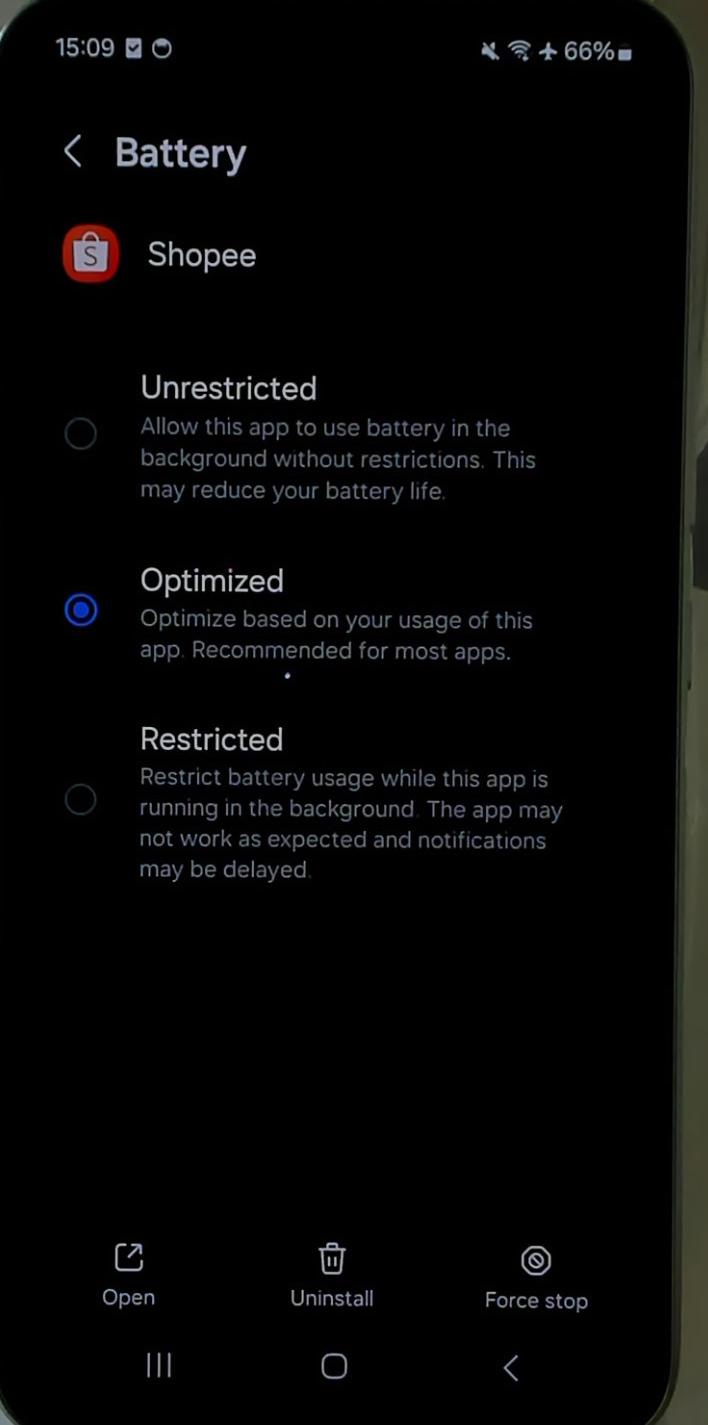 15:09
66%
Battery
S
Shopee
Unrestricted
Allow this app to use battery in the
background without restrictions. This
may reduce your battery life.
Optimized
Optimize based on your usage of this
app. Recommended for most apps.
Restricted
Restrict battery usage while this app is
running in the background. The app may
not work as expected and notifications
may be delayed.
Open
Uninstall
Force stop